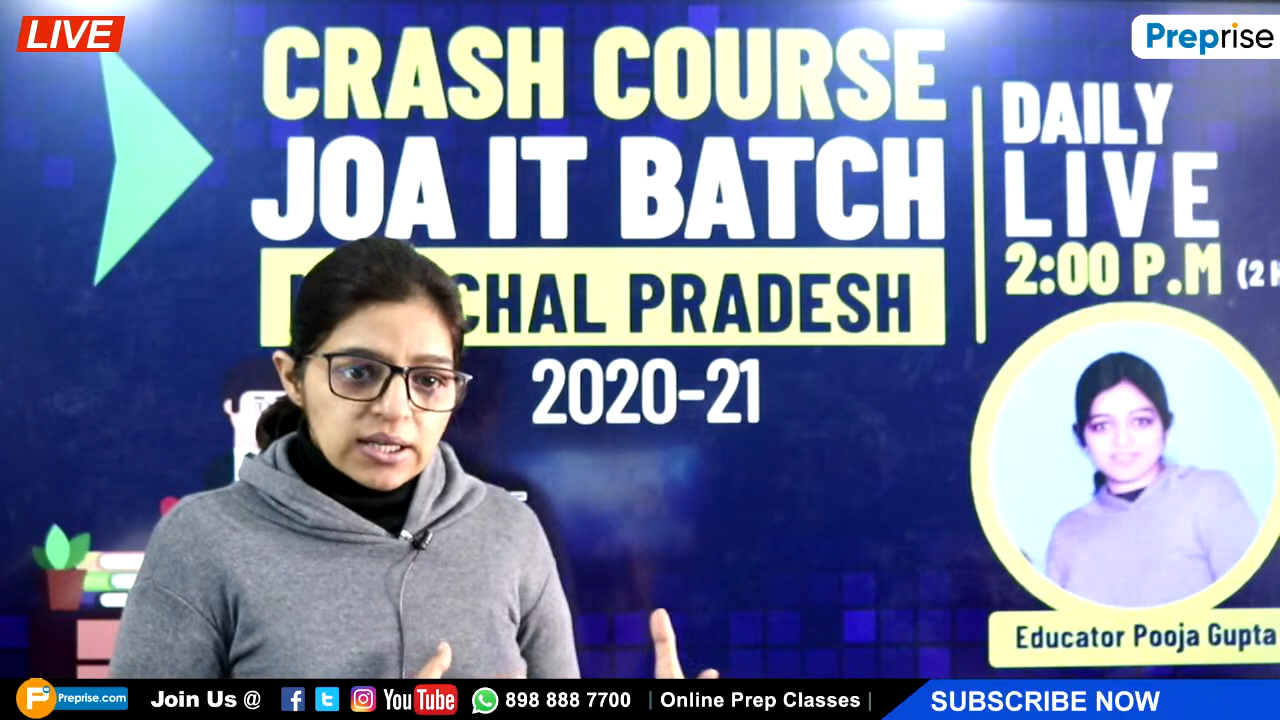 LIVE
Preprise
CRASH COURSE
JOA IT BATCH
CHAL PRADESH
2020-21
DAILY
LIVE
2:00 P.M (2 H
Educator Pooja Gupta
Preprise.com
Join Us @
YouTube
898 888 7700
Online Prep Classes
SUBSCRIBE NOW